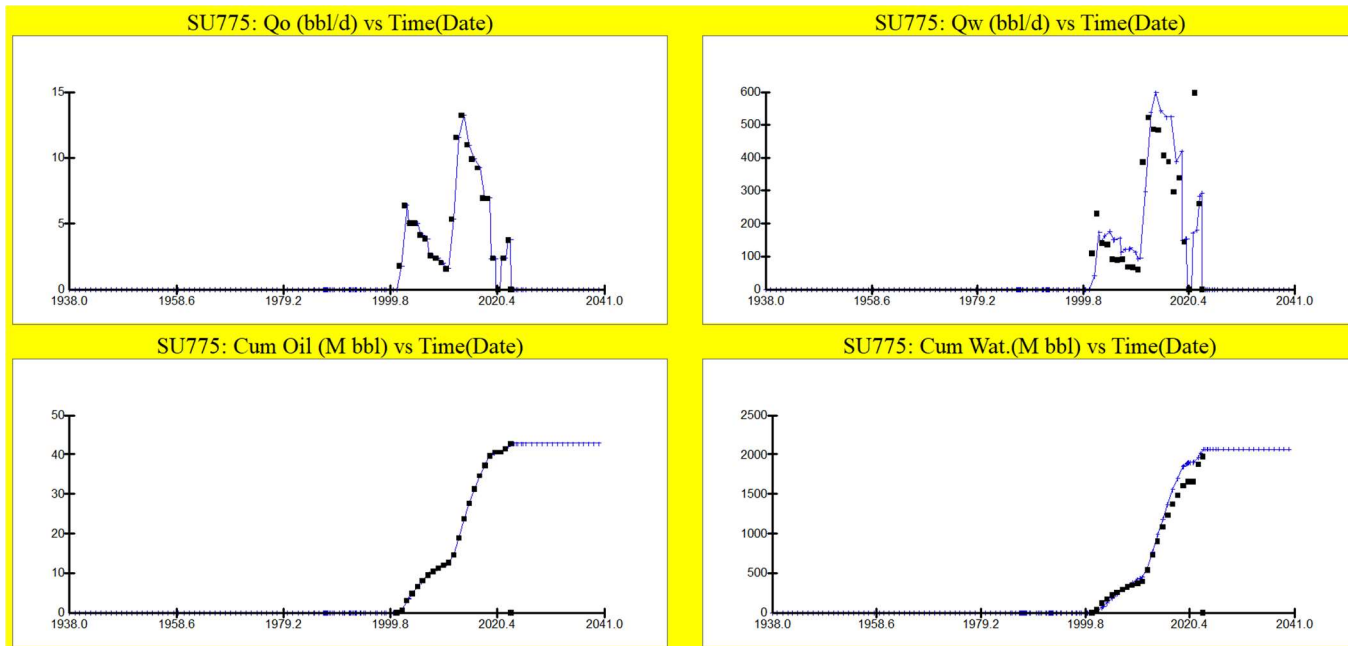 SU775: Qo (bbl/d) vs Time(Date)
15
10
5
0
1938.0 1958.6 1979.2 1999.8 2020.4 2041.0
SU775: Qw (bbl/d) vs Time(Date)
600
500
400
300
200
100
0
1938.0 1958.6 1979.2 1999.8 2020.4 2041.0
SU775: Cum Oil (M bbl) vs Time(Date)
50
40
30
20
10
0
1938.0 1958.6 1979.2 1999.8 2020.4 2041.0
SU775: Cum Wat.(M bbl) vs Time(Date)
2500
2000
1500
1000
500
0
1938.0 1958.6 1979.2 1999.8 2020.4 2041.0